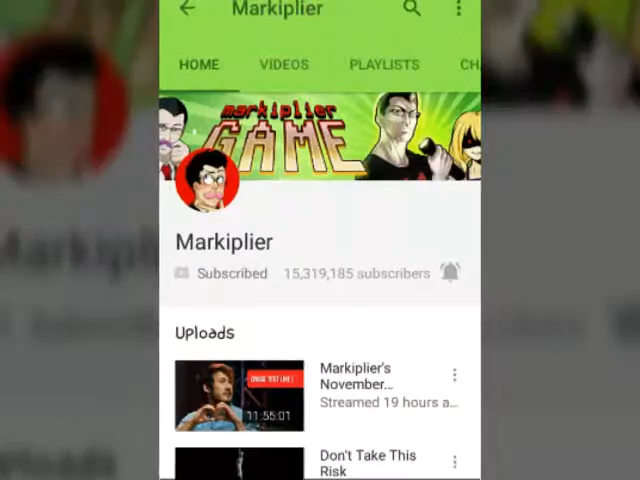 Markiplier
HOME VIDEOS PLAYLISTS CH
markiplier
GAME
Markiplier
Subscribed 15,319,185 subscribers
Uploads
Markiplier's
November...
11:55:01
Streamed 19 hours a...
Don't Take This
Risk